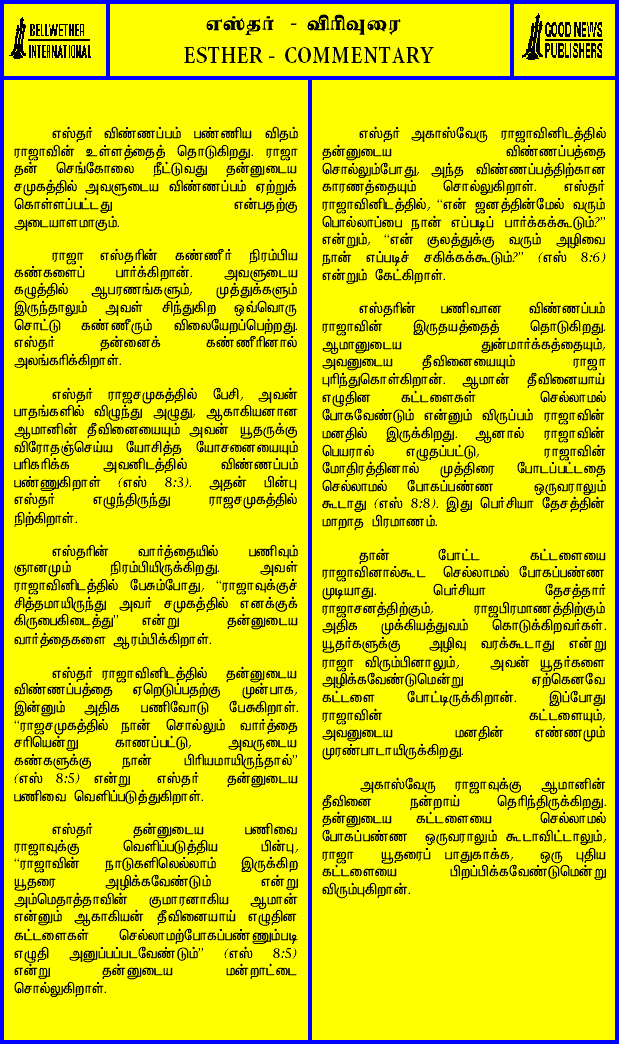 BELLWETHER
INTERNATIONAL
எஸ்தர் - விரிவுரை
ESTHER - COMMENTARY
GOOD NEWS
PUBLISHERS
எஸ்தர் விண்ணப்பம் பண்ணிய விதம்
ராஜாவின் உள்ளத்தைத் தொடுகிறது. ராஜா
தன் செங்கோலை நீட்டுவது தன்னுடைய
சமுகத்தில் அவளுடைய விண்ணப்பம் ஏற்றுக்
கொள்ளப்பட்டது என்பதற்கு
அடையாளமாகும்.
ராஜா எஸ்தரின் கண்ணீர் நிரம்பிய
கண்களைப் பார்க்கிறான். அவளுடைய
கழுத்தில் ஆபரணங்களும், முத்துக்களும்
இருந்தாலும் அவள் சிந்துகிற ஒவ்வொரு
சொட்டு கண்ணீரும் விலையேறப்பெற்றது.
எஸ்தர் தன்னைக் கண்ணீரினால்
அலங்கரிக்கிறாள்.
எஸ்தர் ராஜசமுகத்தில் பேசி, அவன்
பாதங்களில் விழுந்து அழுது, ஆகாகியனான
ஆமானின் தீவினையையும் அவன் யூதருக்கு
விரோதஞ்செய்ய யோசித்த யோசனையையும்
பரிகரிக்க அவனிடத்தில் விண்ணப்பம்
பண்ணுகிறாள் (எஸ் 8:3). அதன் பின்பு
எஸ்தர் எழுந்திருந்து ராஜசமுகத்தில்
நிற்கிறாள்.
எஸ்தரின் வார்த்தையில் பணிவும்
ஞானமும் நிரம்பியிருக்கிறது. அவள்
ராஜாவினிடத்தில் பேசும்போது, “ராஜாவுக்குச்
சித்தமாயிருந்து அவர் சமுகத்தில் எனக்குக்
கிருபைகிடைத்து” என்று தன்னுடைய
வார்த்தைகளை ஆரம்பிக்கிறாள்.
எஸ்தர் ராஜாவினிடத்தில் தன்னுடைய
விண்ணப்பத்தை ஏறெடுப்பதற்கு முன்பாக,
இன்னும் அதிக பணிவோடு பேசுகிறாள்.
“ராஜசமுகத்தில் நான் சொல்லும் வார்த்தை
சரியென்று காணப்பட்டு, அவருடைய
கண்களுக்கு நான் பிரியமாயிருந்தால்”
(எஸ் 8:5) என்று எஸ்தர் தன்னுடைய
பணிவை வெளிப்படுத்துகிறாள்.
எஸ்தர் தன்னுடைய பணிவை
ராஜாவுக்கு வெளிப்படுத்திய பின்பு,
“ராஜாவின் நாடுகளிலெல்லாம் இருக்கிற
யூதரை அழிக்கவேண்டும் என்று
அம்மெதாத்தாவின் குமாரனாகிய ஆமான்
என்னும் ஆகாகியன் தீவினையாய் எழுதின
கட்டளைகள் செல்லாமற்போகப்பண்ணும்படி
எழுதி அனுப்பப்படவேண்டும்” (எஸ் 8:5)
என்று தன்னுடைய மன்றாட்டை
சொல்லுகிறாள்.
எஸ்தர் அகாஸ்வேரு ராஜாவினிடத்தில்
தன்னுடைய விண்ணப்பத்தை
சொல்லும்போது, அந்த விண்ணப்பத்திற்கான
காரணத்தையும் சொல்லுகிறாள். எஸ்தர்
ராஜாவினிடத்தில், “என் ஜனத்தின்மேல் வரும்
பொல்லாப்பை நான் எப்படிப் பார்க்கக்கூடும்?”
என்றும், “என் குலத்துக்கு வரும் அழிவை
நான் எப்படிச் சகிக்கக்கூடும்?” (எஸ் 8:6)
என்றும் கேட்கிறாள்.
எஸ்தரின் பணிவான விண்ணப்பம்
ராஜாவின் இருதயத்தைத் தொடுகிறது.
ஆமானுடைய துன்மார்க்கத்தையும்,
அவனுடைய தீவினையையும் ராஜா
புரிந்துகொள்கிறான். ஆமான் தீவினையாய்
எழுதின கட்டளைகள் செல்லாமல்
போகவேண்டும் என்னும் விருப்பம் ராஜாவின்
மனதில் இருக்கிறது. ஆனால் ராஜாவின்
பெயரால் எழுதப்பட்டு, ராஜாவின்
மோதிரத்தினால் முத்திரை போடப்பட்டதை
செல்லாமல் போகப்பண்ண ஒருவராலும்
கூடாது (எஸ் 8:8). இது பெர்சியா தேசத்தின்
மாறாத பிரமாணம்.
தான் போட்ட கட்டளையை
ராஜாவினால்கூட செல்லாமல் போகப்பண்ண
முடியாது. பெர்சியா தேசத்தார்
ராஜாசனத்திற்கும், ராஜபிரமாணத்திற்கும்
அதிக முக்கியத்துவம் கொடுக்கிறவர்கள்.
யூதர்களுக்கு அழிவு வரக்கூடாது என்று
ராஜா விரும்பினாலும், அவன் யூதர்களை
அழிக்கவேண்டுமென்று ஏற்கெனவே
கட்டளை போட்டிருக்கிறான். இப்போது
ராஜாவின் கட்டளையும்,
அவனுடைய மனதின் எண்ணமும்
முரண்பாடாயிருக்கிறது.
அகாஸ்வேரு ராஜாவுக்கு ஆமானின்
தீவினை நன்றாய் தெரிந்திருக்கிறது.
தன்னுடைய கட்டளையை செல்லாமல்
போகப்பண்ண ஒருவராலும் கூடாவிட்டாலும்,
ராஜா யூதரைப் பாதுகாக்க, ஒரு புதிய
கட்டளையை பிறப்பிக்கவேண்டுமென்று
விரும்புகிறான்.